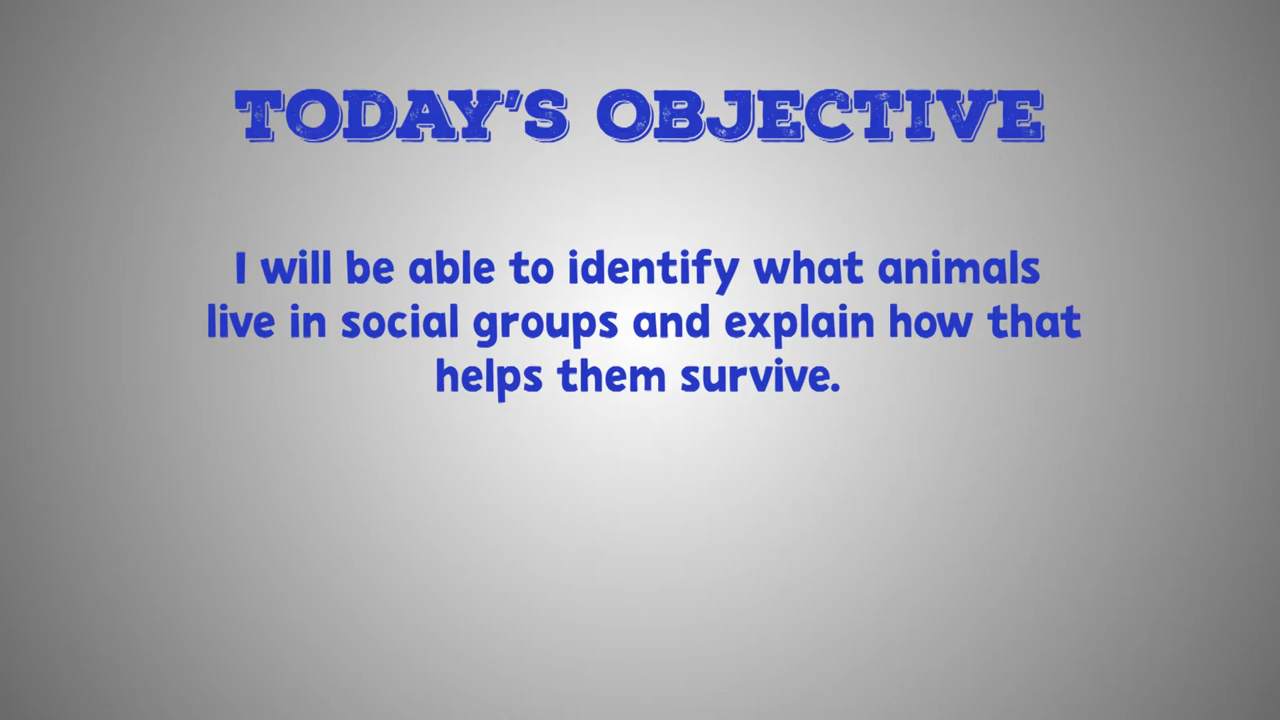 TODAY'S OBJECTIVE
I will be able to identify what animals
live in social groups and explain how that
helps them survive.